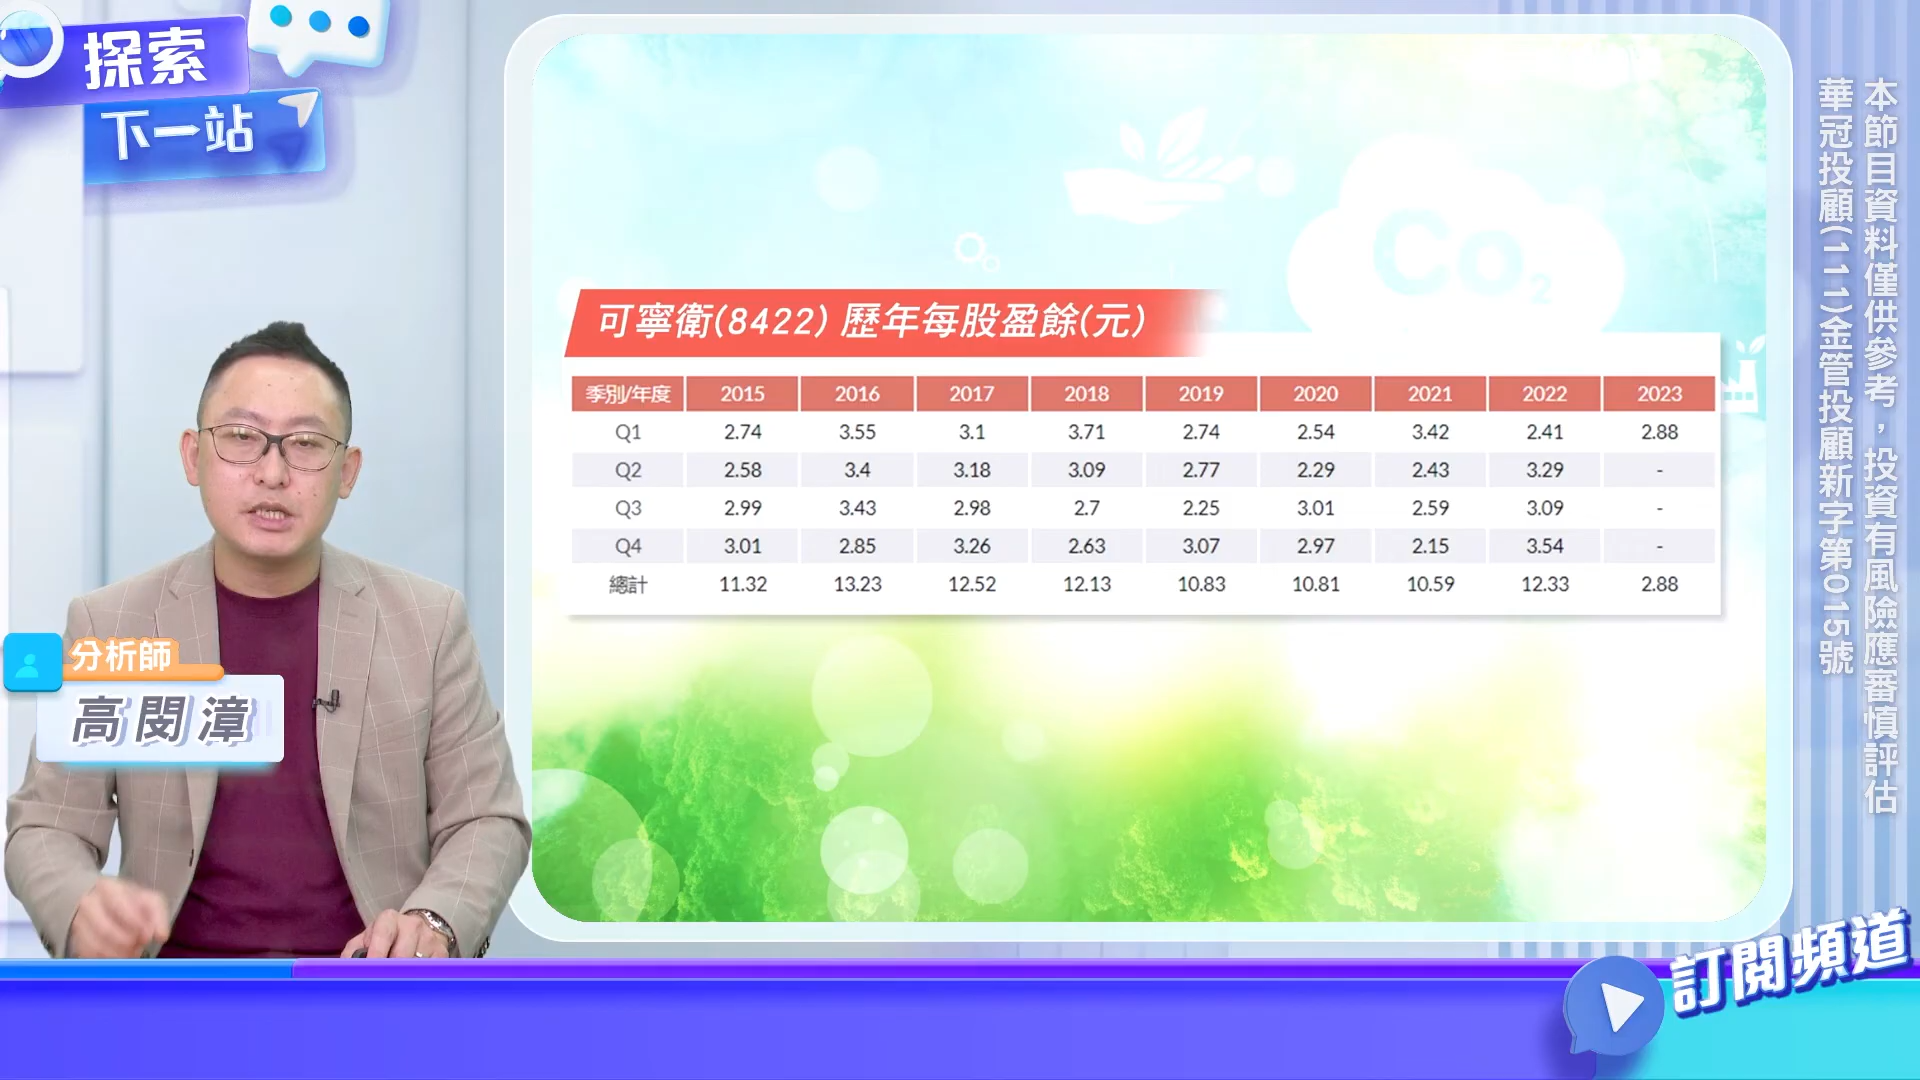 探索
下一站
可寧衛(8422) 歷年每股盈餘(元)
季別/年度 2015 2016 2017 2018 2019 2020 2021 2022 2023
Q1 2.74 3.55 3.1 3.71 2.74 2.54 3.42 2.41 2.88
Q2 2.58 3.4 3.18 3.09 2.77 2.29 2.43 3.29 -
Q3 2.99 3.43 2.98 2.7 2.25 3.01 2.59 3.09 -
Q4 3.01 2.85 3.26 2.63 3.07 2.97 2.15 3.54 -
總計 11.32 13.23 12.52 12.13 10.83 10.81 10.59 12.33 2.88
Co2
本節目資料僅供參考，投資有風險應審慎評估
華冠投顧(111)金管投顧新字第015號
分析師
高閔漳
訂閱頻道